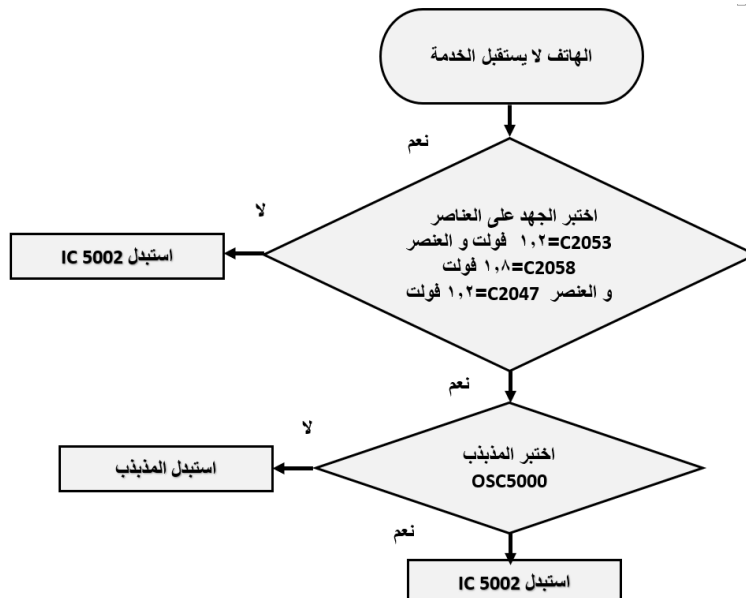 الهاتف لا يستقبل الخدمة
نعم
اختبر الجهد على العناصر
C2053=١,٢ فولت و العنصر
C2058=١,٨ فولت
و العنصر C2047=١,٢ فولت
لا
استبدل IC 5002
نعم
اختبر المذبذب
OSC5000
لا
استبدل المذبذب
نعم
استبدل IC 5002